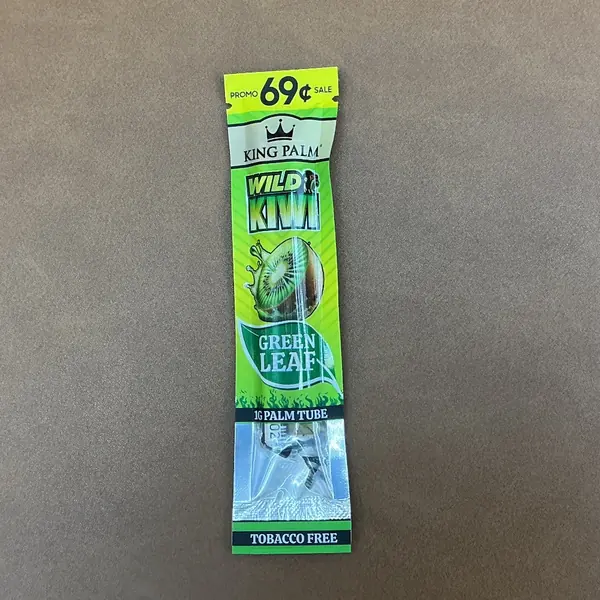 PROMO 69¢ SALE
KING PALM
WILD
KIWI
GREEN
LEAF
1G PALM TUBE
TOBACCO FREE